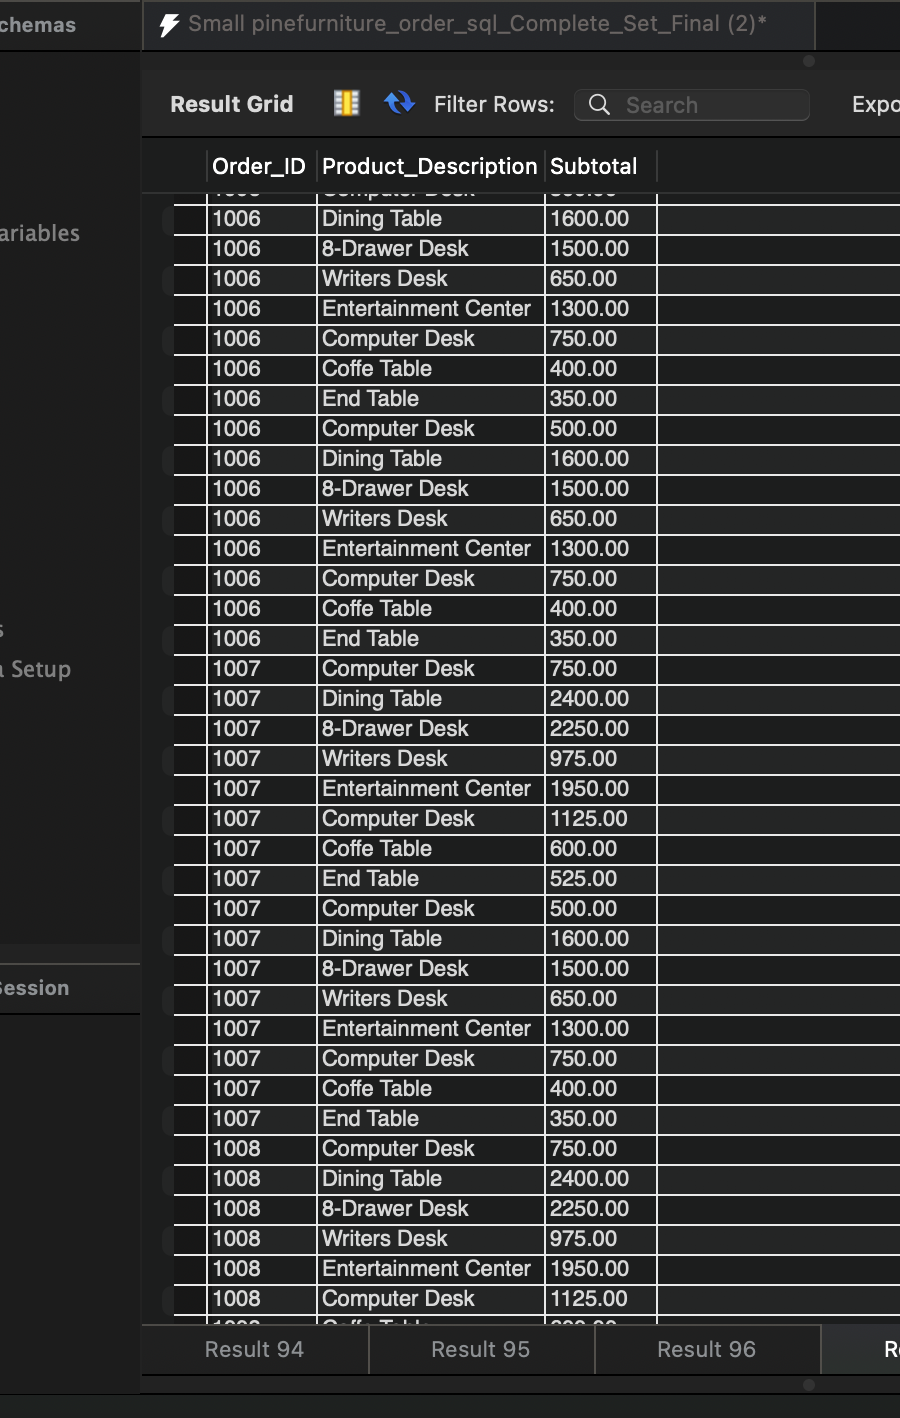 chemas
Small pinefurniture_order_sql_Complete_Set_Final (2)*
Result Grid Filter Rows: Search Expo
Order_ID Product_Description Subtotal
1006 Dining Table 1600.00
1006 8-Drawer Desk 1500.00
ariables
1006 Writers Desk 650.00
1006 Entertainment Center 1300.00
1006 Computer Desk 750.00
1006 Coffe Table 400.00
1006 End Table 350.00
1006 Computer Desk 500.00
1006 Dining Table 1600.00
1006 8-Drawer Desk 1500.00
1006 Writers Desk 650.00
1006 Entertainment Center 1300.00
1006 Computer Desk 750.00
1006 Coffe Table 400.00
s
1006 End Table 350.00
a Setup
1007 Computer Desk 750.00
1007 Dining Table 2400.00
1007 8-Drawer Desk 2250.00
1007 Writers Desk 975.00
1007 Entertainment Center 1950.00
1007 Computer Desk 1125.00
1007 Coffe Table 600.00
1007 End Table 525.00
1007 Computer Desk 500.00
1007 Dining Table 1600.00
1007 8-Drawer Desk 1500.00
Session
1007 Writers Desk 650.00
1007 Entertainment Center 1300.00
1007 Computer Desk 750.00
1007 Coffe Table 400.00
1007 End Table 350.00
1008 Computer Desk 750.00
1008 Dining Table 2400.00
1008 8-Drawer Desk 2250.00
1008 Writers Desk 975.00
1008 Entertainment Center 1950.00
1008 Computer Desk 1125.00
Result 94 Result 95 Result 96 Re